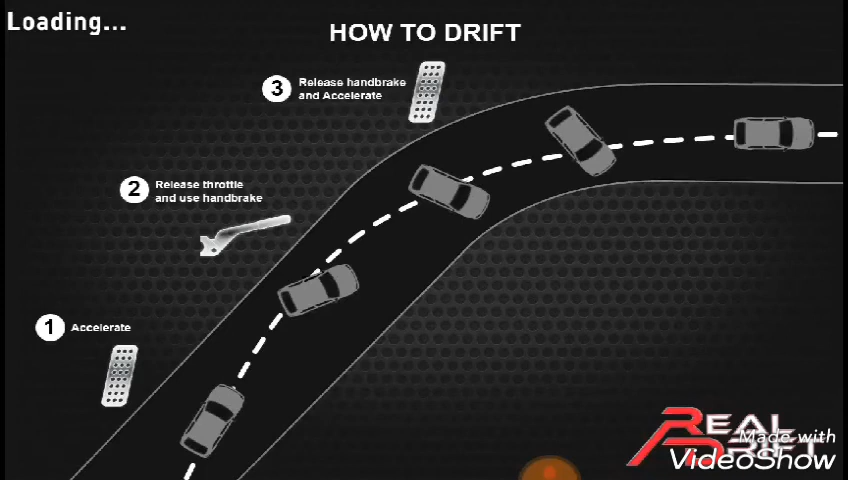 Loading...
HOW TO DRIFT
3 Release handbrake
and Accelerate
2 Release throttle
and use handbrake
1 Accelerate
REAL
DRIFT
Made with
VideoShow